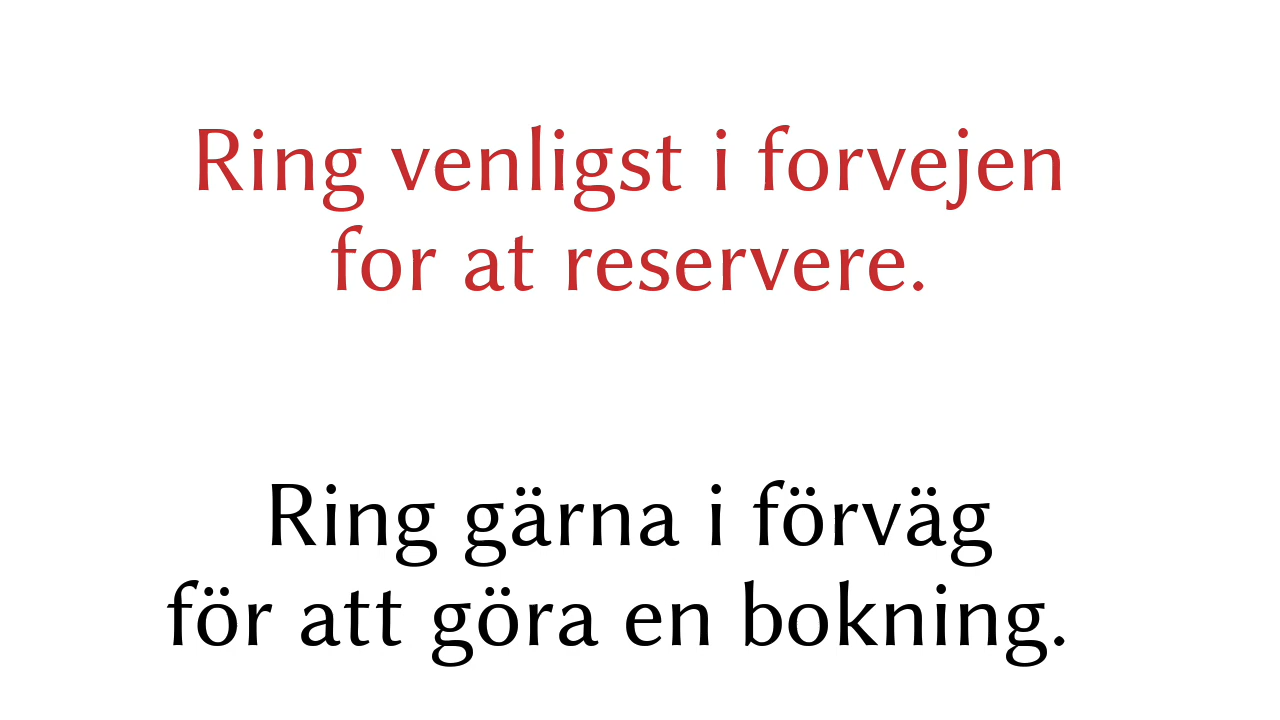 Ring venligst i forvejen
for at reservere.
Ring gärna i förväg
för att göra en bokning.